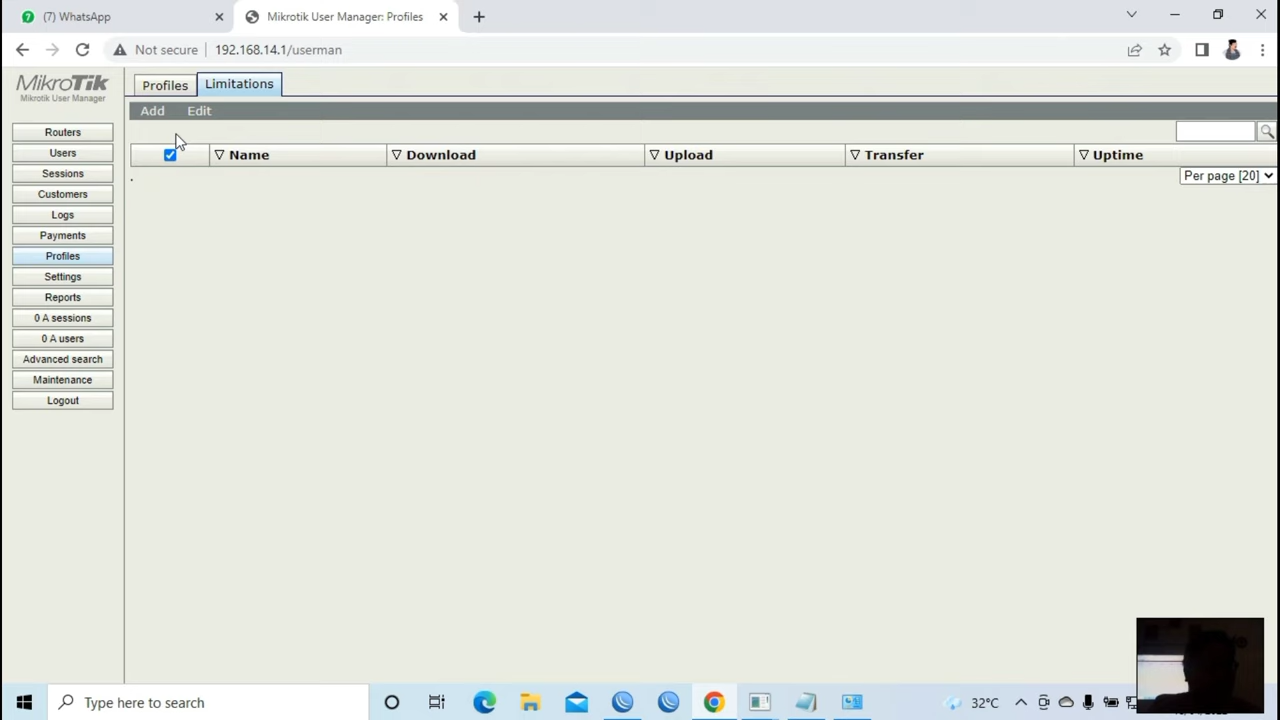 (7) WhatsApp
Mikrotik User Manager: Profiles
Not secure
192.168.14.1/userman
MikroTik
Mikrotik User Manager
Profiles
Limitations
Add
Edit
Routers
Users
Sessions
Customers
Logs
Payments
Profiles
Settings
Reports
0 A sessions
0 A users
Advanced search
Maintenance
Logout
Name
Download
Upload
Transfer
Uptime
Per page [20]
Type here to search
32°C